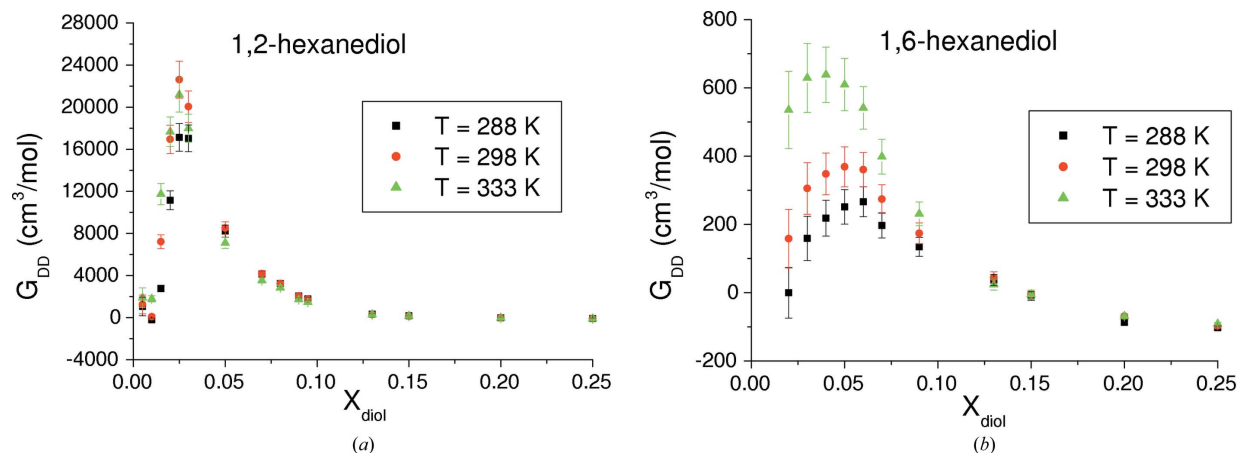 28000
24000
20000
16000
12000
8000
4000
0
-4000
G_DD (cm³/mol)
1,2-hexanediol
T = 288 K
T = 298 K
T = 333 K
0.00 0.05 0.10 0.15 0.20 0.25
X_diol
(a)
800
600
400
200
0
-200
G_DD (cm³/mol)
1,6-hexanediol
T = 288 K
T = 298 K
T = 333 K
0.00 0.05 0.10 0.15 0.20 0.25
X_diol
(b)